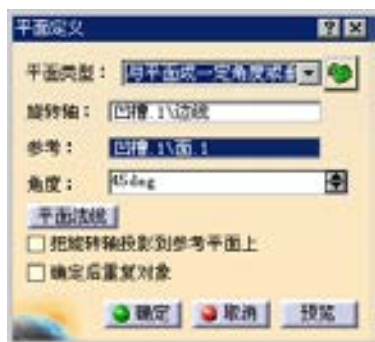 平面定义
平面类型： 与平面成一定角度或垂
旋转轴： 凹槽.1\边线
参考： 凹槽.1\面.1
角度： 45deg
平面法线
把旋转轴投影到参考平面上
确定后重复对象
确定 取消 预览